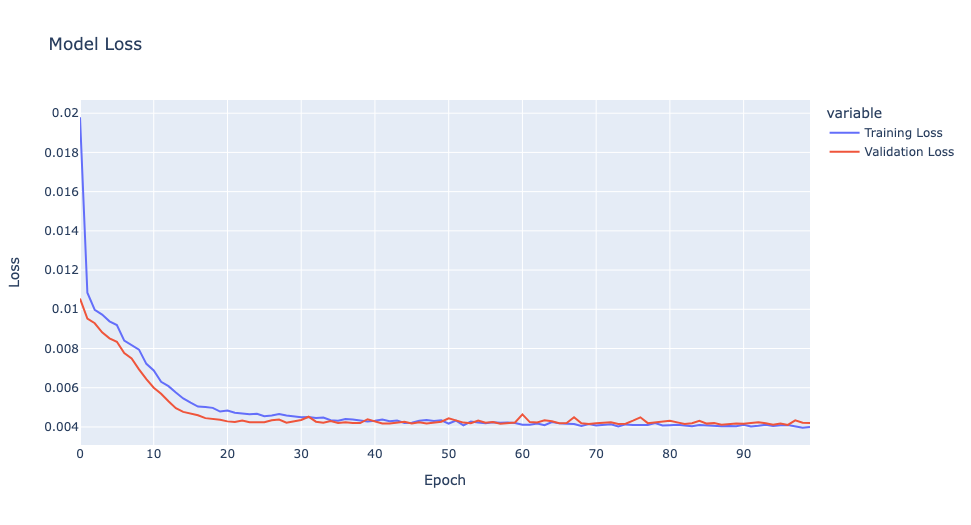 Model Loss
variable
Training Loss
Validation Loss
0.02
0.018
0.016
0.014
0.012
0.01
0.008
0.006
0.004
Loss
0 10 20 30 40 50 60 70 80 90
Epoch